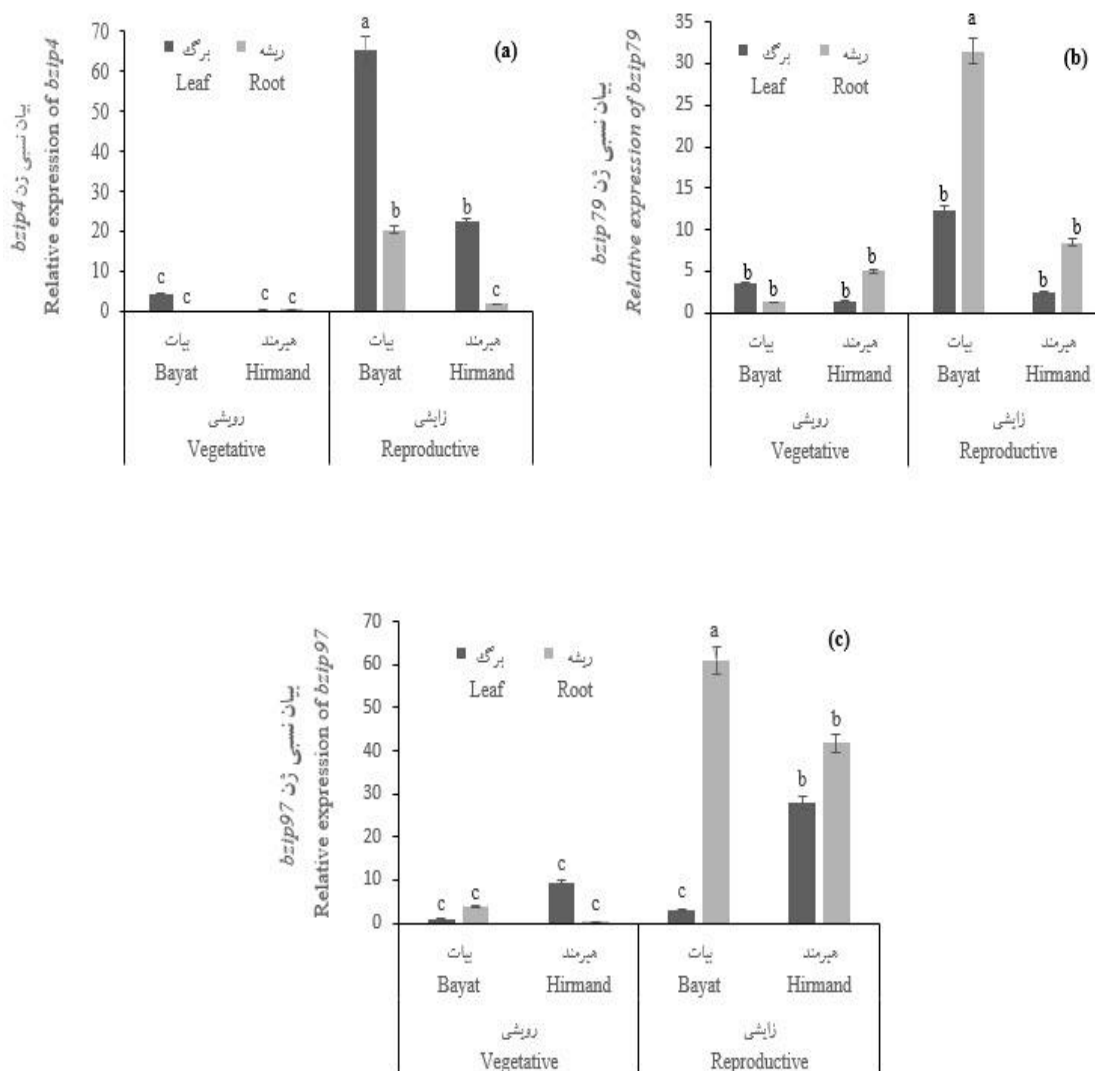 بیان نسبی ژن bzip4
Relative expression of bzip4
70
60
50
40
30
20
10
0
برگ ریشه
Leaf Root
(a)
c c c c a b b c
بیات هیرمند بیات هیرمند
Bayat Hirmand Bayat Hirmand
رویشی زایشی
Vegetative Reproductive
بیان نسبی ژن bzip79
Relative expression of bzip79
35
30
25
20
15
10
5
0
برگ ریشه
Leaf Root
(b)
b b b b b a b b
بیات هیرمند بیات هیرمند
Bayat Hirmand Bayat Hirmand
رویشی زایشی
Vegetative Reproductive
بیان نسبی ژن bzip97
Relative expression of bzip97
70
60
50
40
30
20
10
0
برگ ریشه
Leaf Root
(c)
c c c c c a b b
بیات هیرمند بیات هیرمند
Bayat Hirmand Bayat Hirmand
رویشی زایشی
Vegetative Reproductive